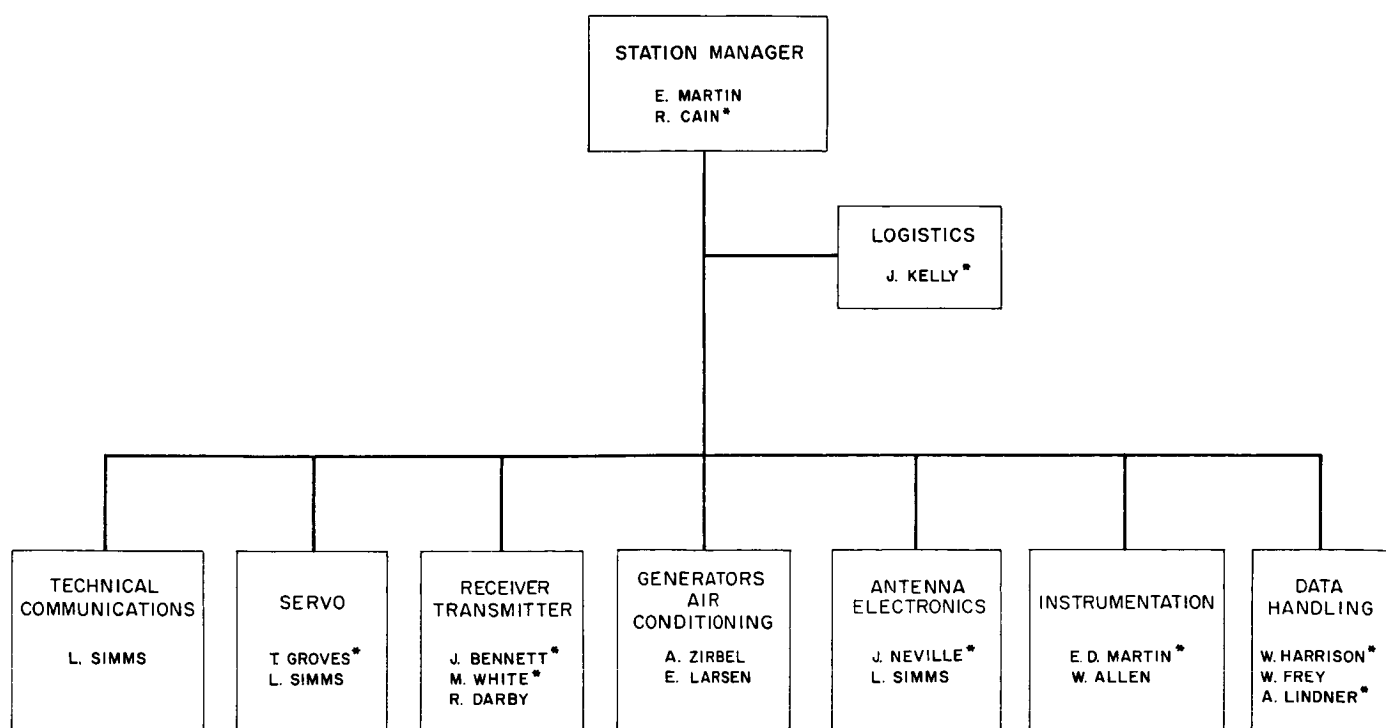 STATION MANAGER
E. MARTIN
R. CAIN*
LOGISTICS
J. KELLY*
TECHNICAL
COMMUNICATIONS
L. SIMMS
SERVO
T. GROVES*
L. SIMMS
RECEIVER
TRANSMITTER
J. BENNETT*
M. WHITE*
R. DARBY
GENERATORS
AIR
CONDITIONING
A. ZIRBEL
E. LARSEN
ANTENNA
ELECTRONICS
J. NEVILLE*
L. SIMMS
INSTRUMENTATION
E. D. MARTIN*
W. ALLEN
DATA
HANDLING
W. HARRISON*
W. FREY
A. LINDNER*